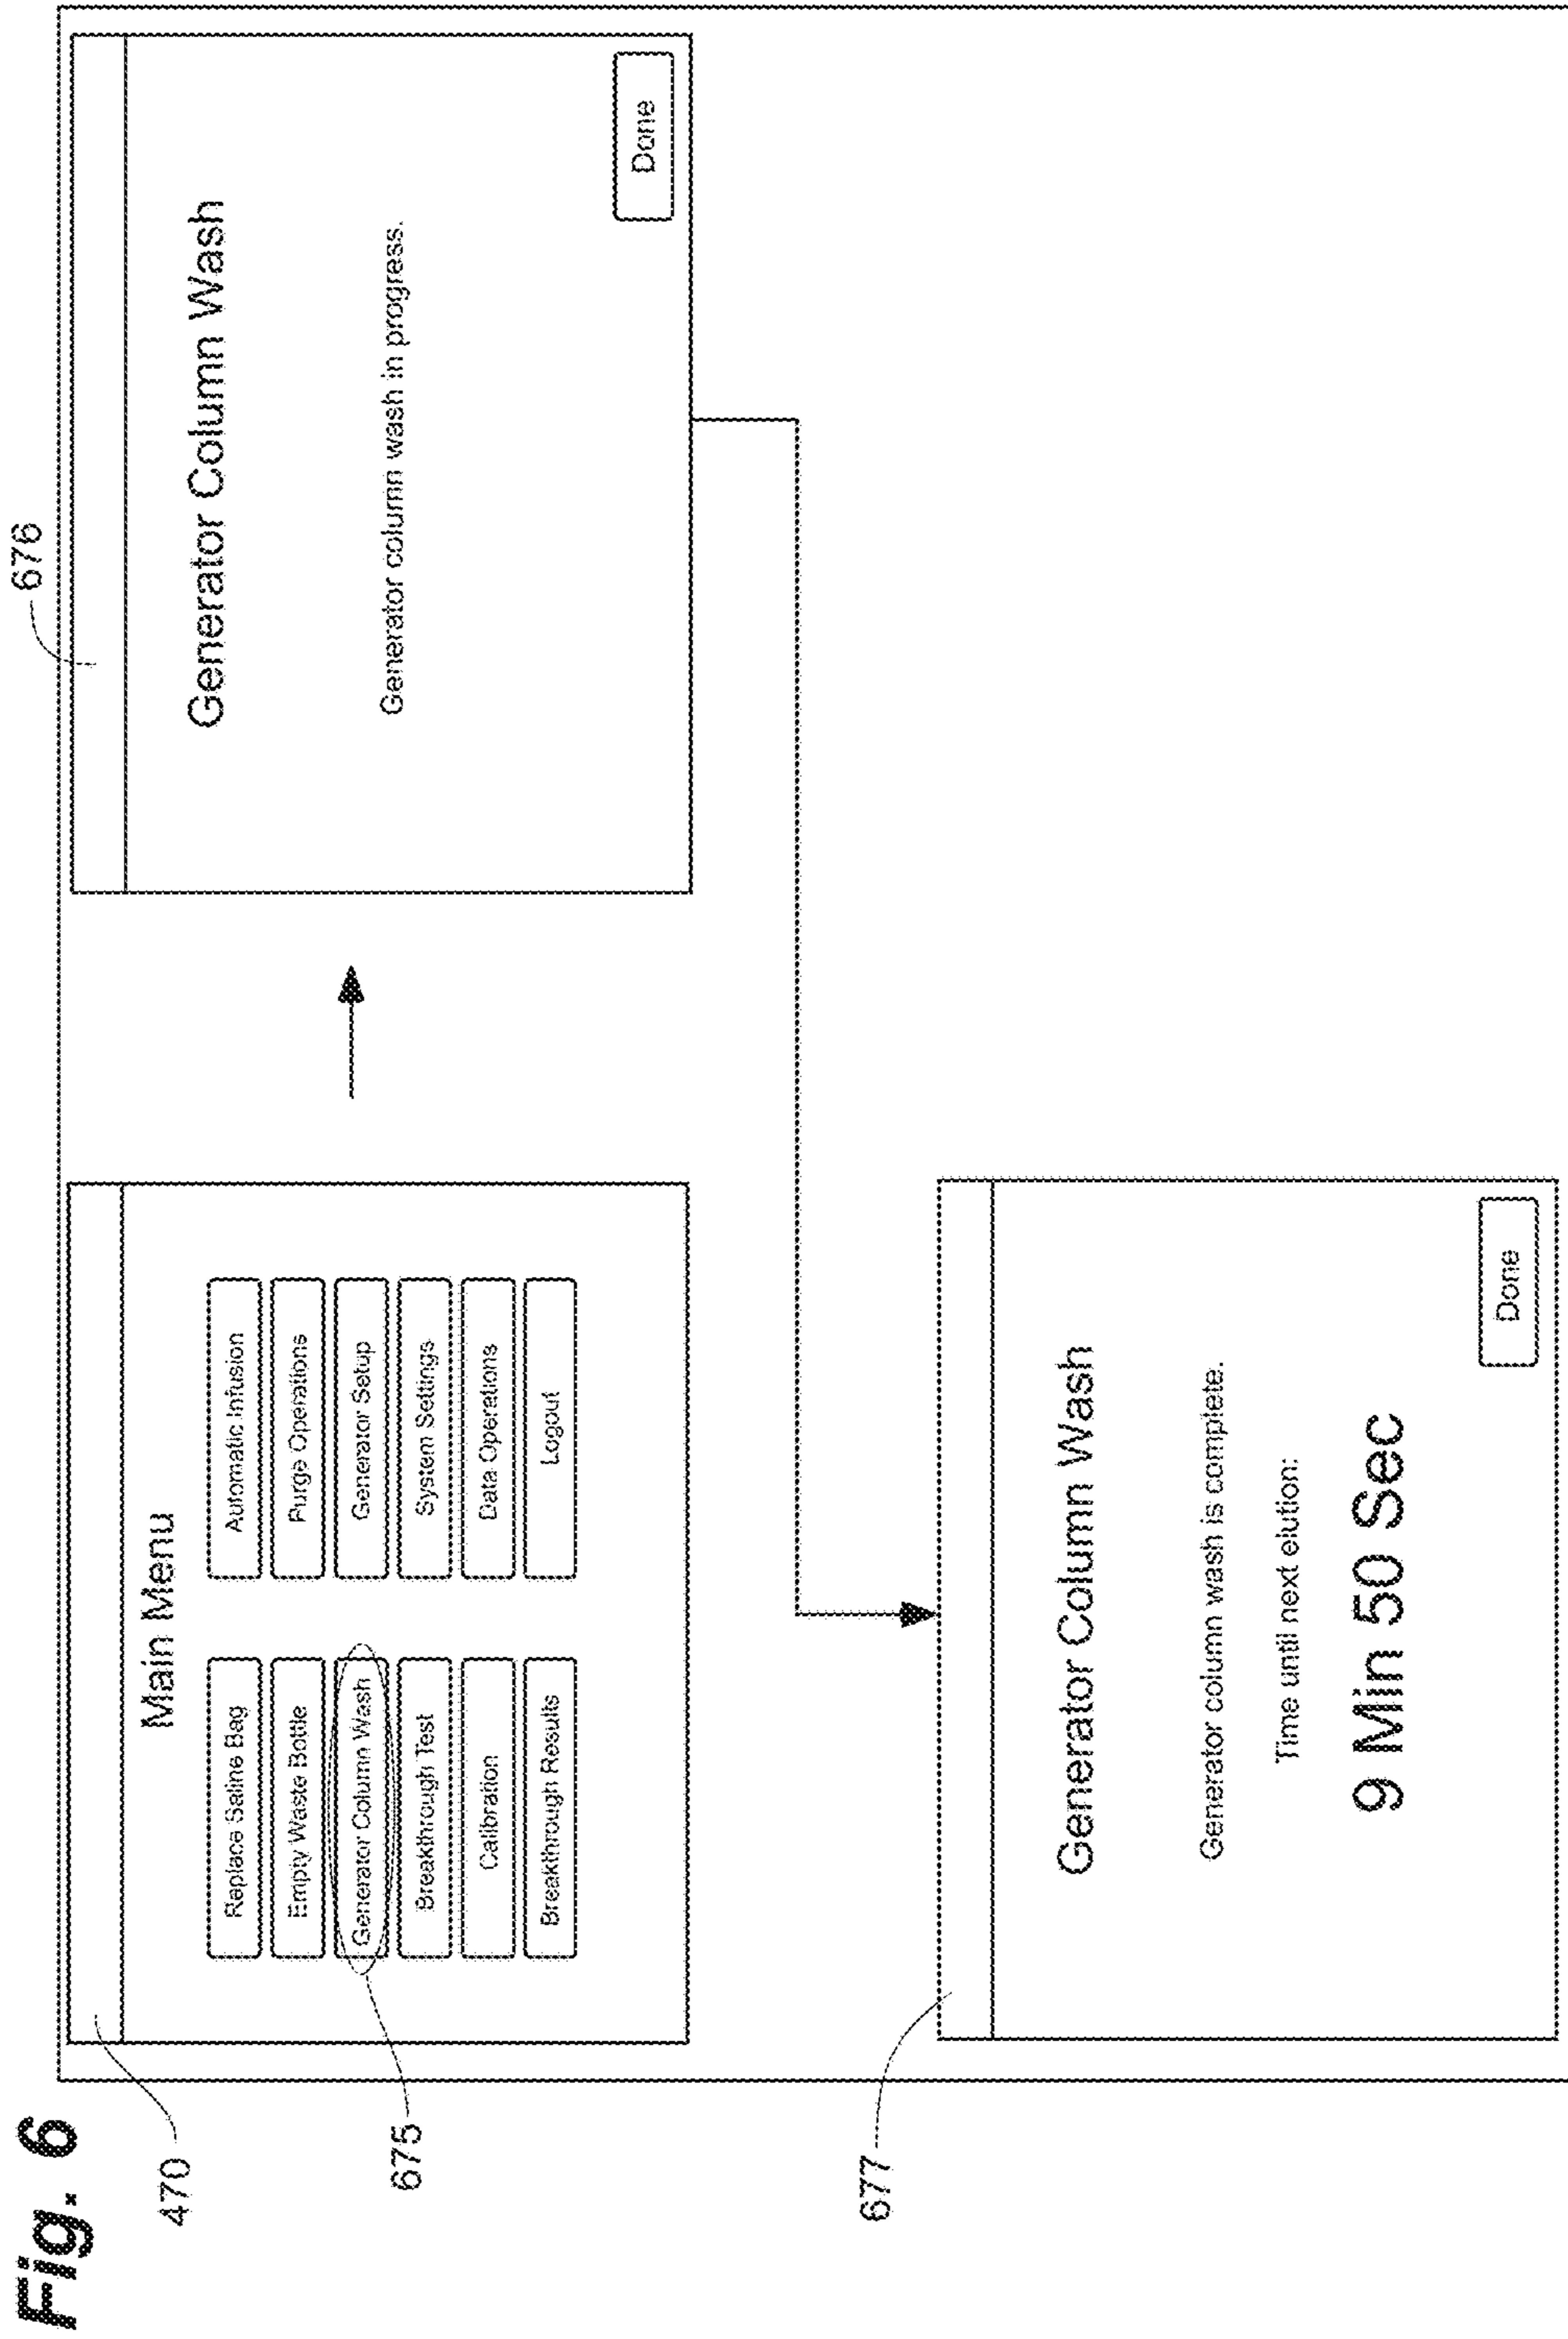 Fig. 6
470
Main Menu
Replace Saline Bag
Automatic Infusion
Empty Waste Bottle
Purge Operations
Generator Column Wash
Generator Setup
Breakthrough Test
System Settings
Calibration
Data Operations
Breakthrough Results
Logout
675
676
Generator Column Wash
Generator column wash in progress.
Done
677
Generator Column Wash
Generator column wash is complete.
Time until next elution:
9 Min 50 Sec
Done